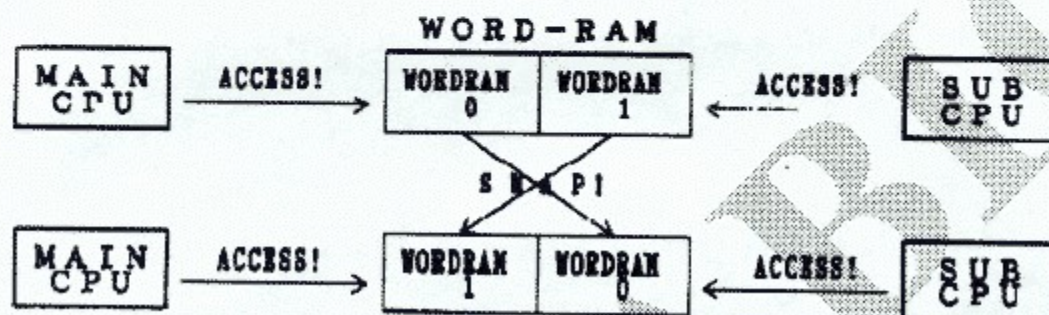 WORD-RAM
MAIN CPU
ACCESS!
WORDRAM 0
WORDRAM 1
ACCESS!
SUB CPU
SWAP!
MAIN CPU
ACCESS!
WORDRAM 1
WORDRAM 0
ACCESS!
SUB CPU